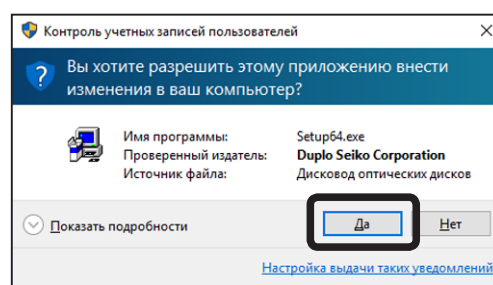 Контроль учетных записей пользователей
Вы хотите разрешить этому приложению внести
изменения в ваш компьютер?
Имя программы: Setup64.exe
Проверенный издатель: Duplo Seiko Corporation
Источник файла: Дисковод оптических дисков
Показать подробности Да Нет
Настройка выдачи таких уведомлений